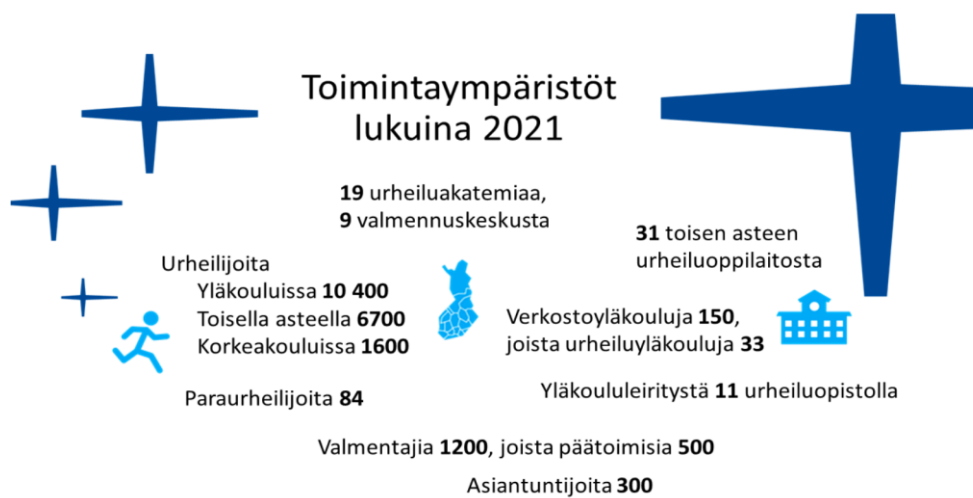 Toimintaympäristöt
lukuina 2021
19 urheiluakatemiaa,
9 valmennuskeskusta
31 toisen asteen
urheiluoppilaitosta
Urheilijoita
Yläkouluissa 10 400
Toisella asteella 6700
Korkeakouluissa 1600
Verkostoyläkouluja 150,
joista urheiluyläkouluja 33
Paraurheilijoita 84
Yläkoululeiritystä 11 urheiluopistolla
Valmentajia 1200, joista päätoimisia 500
Asiantuntijoita 300